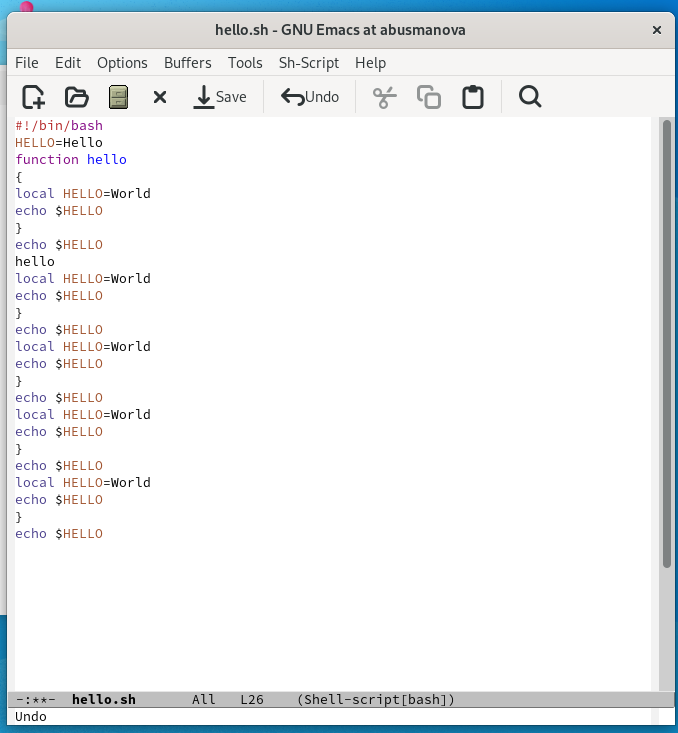 hello.sh - GNU Emacs at abusmanova
File Edit Options Buffers Tools Sh-Script Help
Save Undo
#!/bin/bash
HELLO=Hello
function hello
{
local HELLO=World
echo $HELLO
}
echo $HELLO
hello
local HELLO=World
echo $HELLO
}
echo $HELLO
local HELLO=World
echo $HELLO
}
echo $HELLO
local HELLO=World
echo $HELLO
}
echo $HELLO
local HELLO=World
echo $HELLO
}
echo $HELLO
-:**- hello.sh All L26 (Shell-script[bash])
Undo